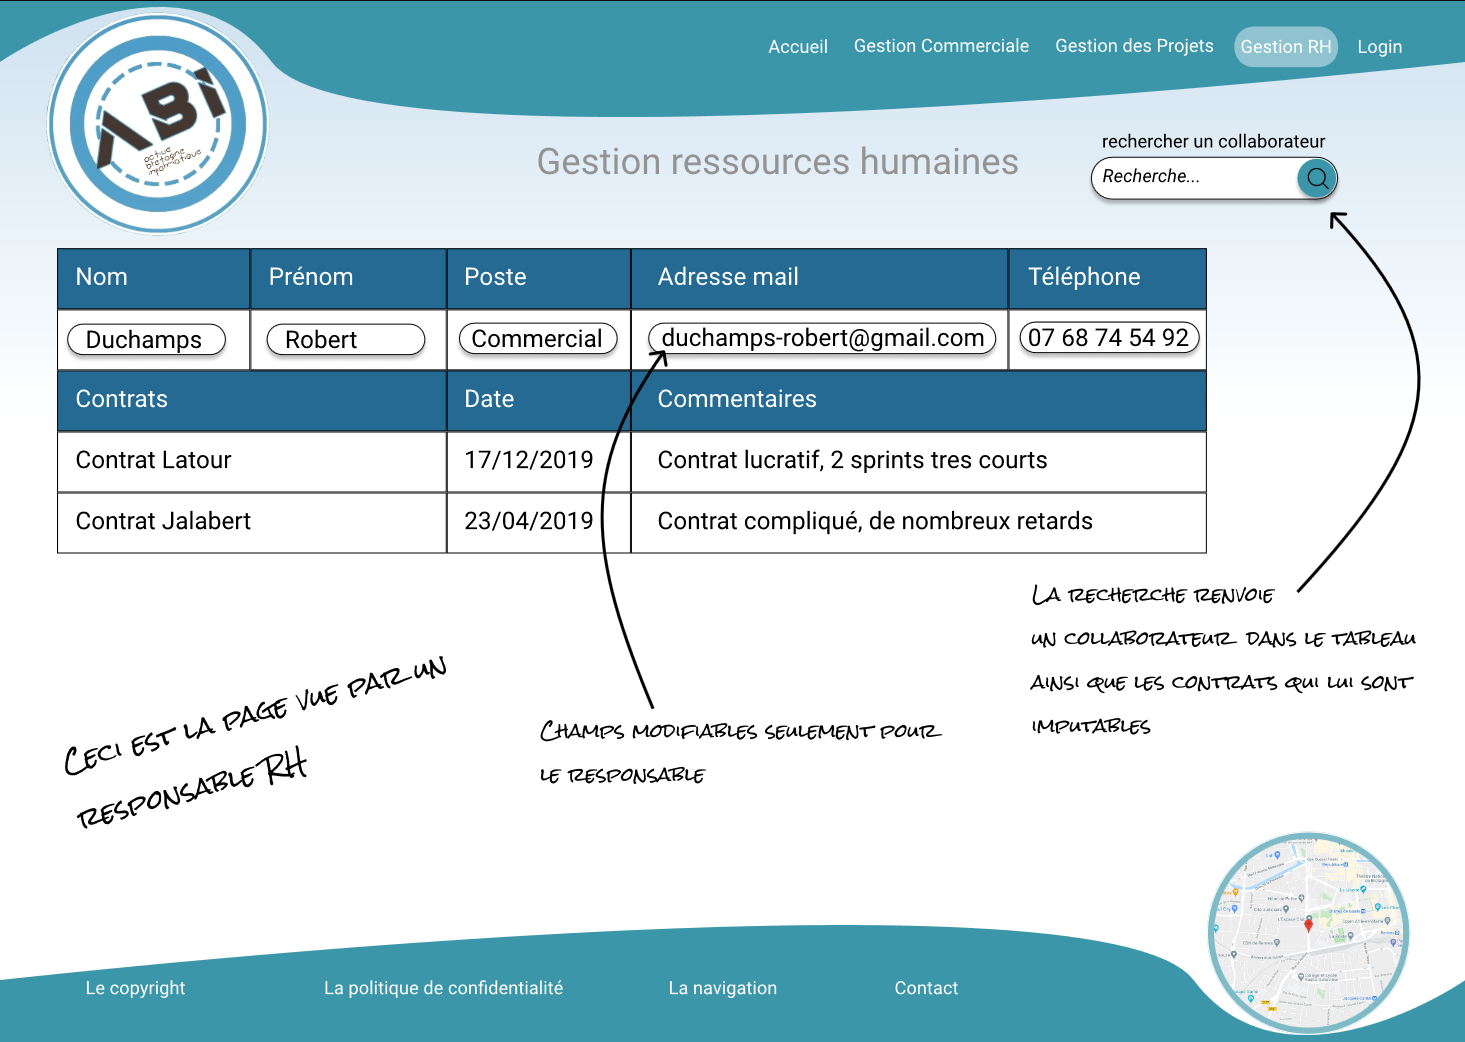 Accueil Gestion Commerciale Gestion des Projets Gestion RH Login
ABI
active
bretagne
informatique
Gestion ressources humaines
rechercher un collaborateur
Recherche...
Nom Prénom Poste Adresse mail Téléphone
Duchamps Robert Commercial duchamps-robert@gmail.com 07 68 74 54 92
Contrats Date Commentaires
Contrat Latour 17/12/2019 Contrat lucratif, 2 sprints tres courts
Contrat Jalabert 23/04/2019 Contrat compliqué, de nombreux retards
La recherche renvoie
un collaborateur dans le tableau
ainsi que les contrats qui lui sont
imputables
Ceci est la page vue par un
responsable RH
Champs modifiables seulement pour
le responsable
Le copyright La politique de confidentialité La navigation Contact